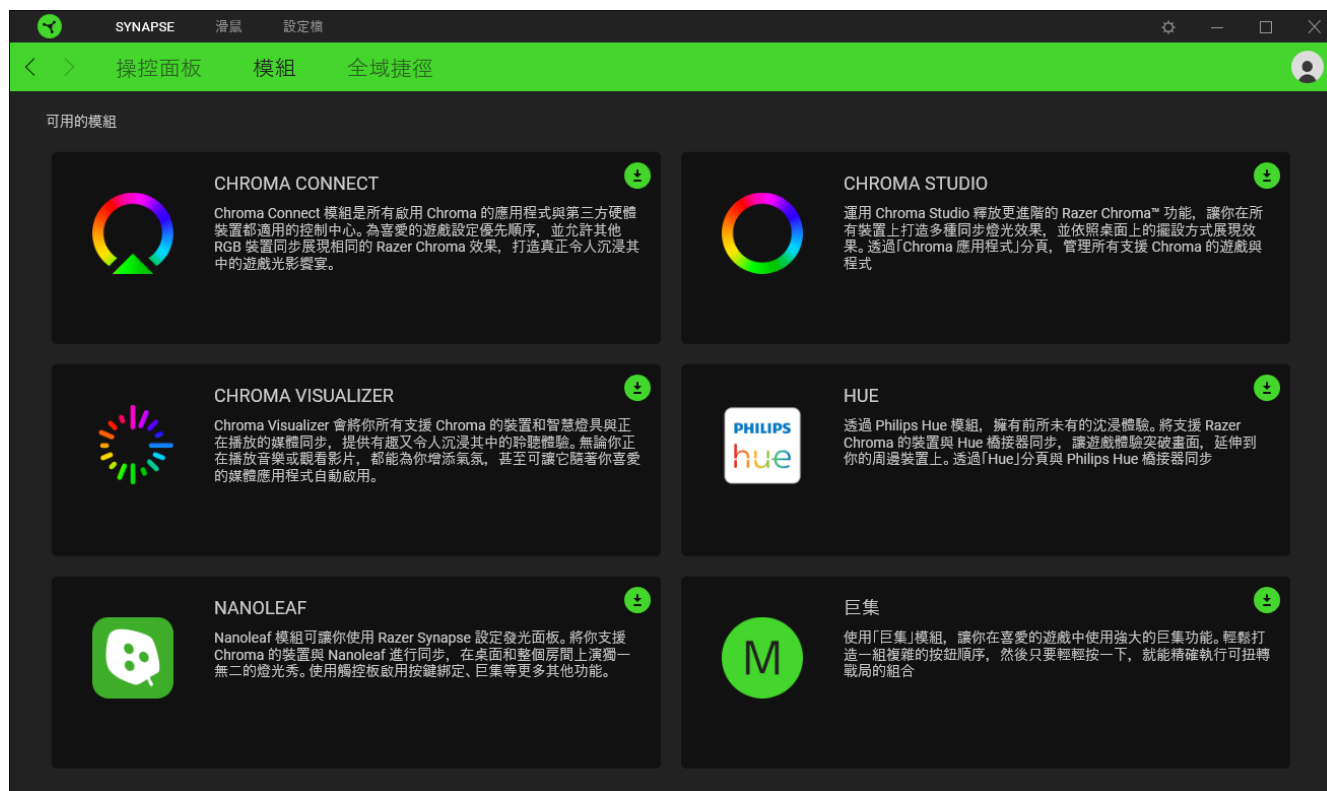 SYNAPSE 滑鼠 設定檔
操控面板 模組 全域捷徑
可用的模組
CHROMA CONNECT
Chroma Connect 模組是所有啟用 Chroma 的應用程式與第三方硬體
裝置都適用的控制中心。為喜愛的遊戲設定優先順序，並允許其他
RGB 裝置同步展現相同的 Razer Chroma 效果，打造真正令人沉浸其
中的遊戲光影饗宴。
CHROMA STUDIO
運用 Chroma Studio 釋放更進階的 Razer Chroma™ 功能，讓你在所
有裝置上打造多種同步燈光效果，並依照桌面上的擺設方式展現效
果。透過「Chroma 應用程式」分頁，管理所有支援 Chroma 的遊戲與
程式
CHROMA VISUALIZER
Chroma Visualizer 會將你所有支援 Chroma 的裝置和智慧燈具與正
在播放的媒體同步，提供有趣又令人沉浸其中的聆聽體驗。無論你正
在播放音樂或觀看影片，都能為你增添氣氛，甚至可讓它隨著你喜愛
的媒體應用程式自動啟用。
PHILIPS
hue
HUE
透過 Philips Hue 模組，擁有前所未有的沈浸體驗。將支援 Razer
Chroma 的裝置與 Hue 橋接器同步，讓遊戲體驗突破畫面，延伸到
你的周邊裝置上。透過「Hue」分頁與 Philips Hue 橋接器同步
NANOLEAF
Nanoleaf 模組可讓你使用 Razer Synapse 設定發光面板。將你支援
Chroma 的裝置與 Nanoleaf 進行同步，在桌面和整個房間上演獨一
無二的燈光秀。使用觸控板啟用按鍵綁定、巨集等更多其他功能。
M
巨集
使用「巨集」模組，讓你在喜愛的遊戲中使用強大的巨集功能。輕鬆打
造一組複雜的按鈕順序，然後只要輕輕按一下，就能精確執行可扭轉
戰局的組合